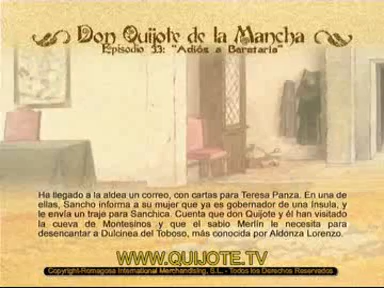 Don Quijote de la Mancha
Episodio 33: "Adiós a Barataria"
Ha llegado a la aldea un correo, con cartas para Teresa Panza. En una de
ellas, Sancho informa a su mujer que ya es gobernador de una Ínsula, y
le envía un traje para Sanchica. Cuenta que don Quijote y él han visitado
la cueva de Montesinos y que el sabio Merlín le necesita para
desencantar a Dulcinea del Toboso, más conocida por Aldonza Lorenzo.
WWW.QUIJOTE.TV
Copyright-Romagosa International Merchandising, S.L. - Todos los Derechos Reservados